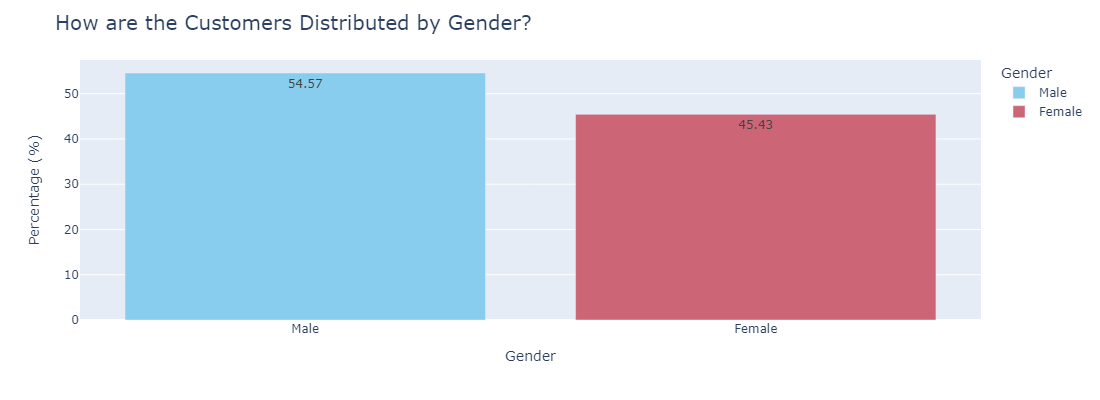 How are the Customers Distributed by Gender?
Percentage (%)
50
40
30
20
10
0
54.57
45.43
Male
Female
Gender
Gender
Male
Female